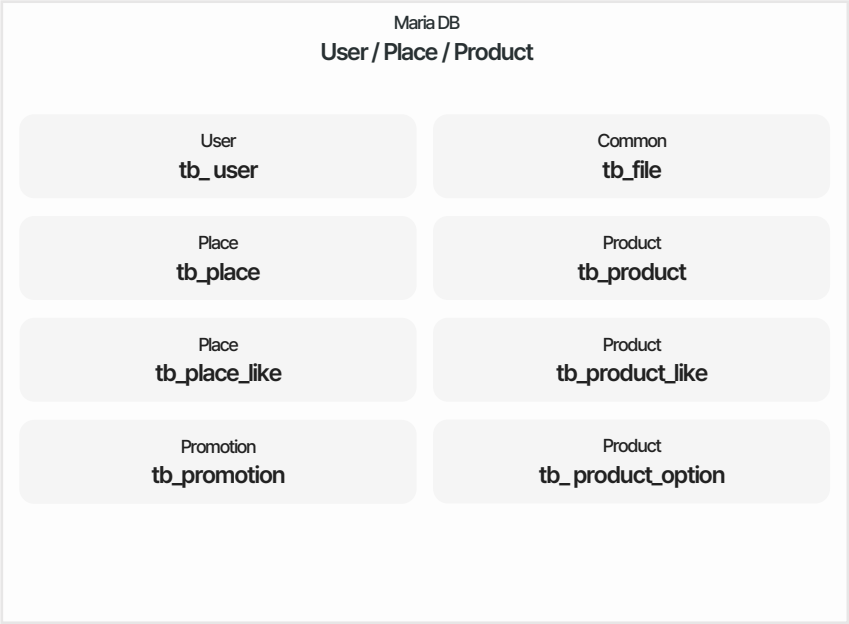 Maria DB
User / Place / Product
User
tb_ user
Common
tb_file
Place
tb_place
Product
tb_product
Place
tb_place_like
Product
tb_product_like
Promotion
tb_promotion
Product
tb_ product_option